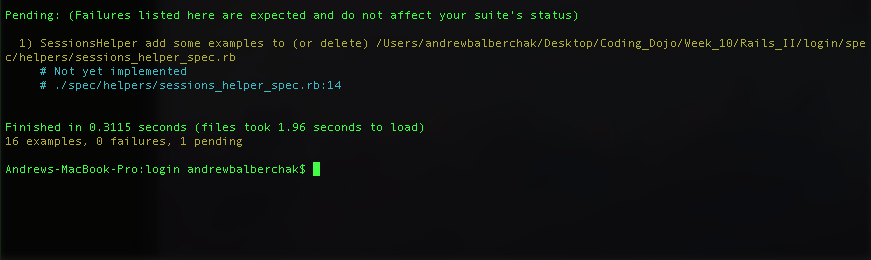 Pending: (Failures listed here are expected and do not affect your suite's status)
1) SessionsHelper add some examples to (or delete) /Users/andrewbalberchak/Desktop/Coding_Dojo/Week_10/Rails_II/login/spe
c/helpers/sessions_helper_spec.rb
# Not yet implemented
# ./spec/helpers/sessions_helper_spec.rb:14
Finished in 0.3115 seconds (files took 1.96 seconds to load)
16 examples, 0 failures, 1 pending
Andrews-MacBook-Pro:login andrewbalberchak$